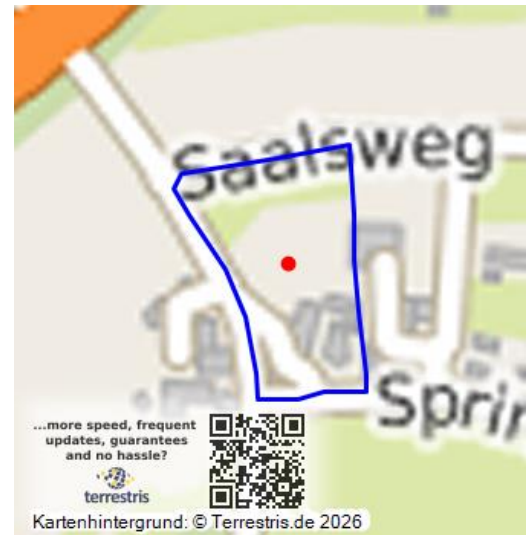 Saalsweg
Sprin
...more speed, frequent
updates, guarantees
and no hassle?
terrestris
Kartenhintergrund: © Terrestris.de 2026